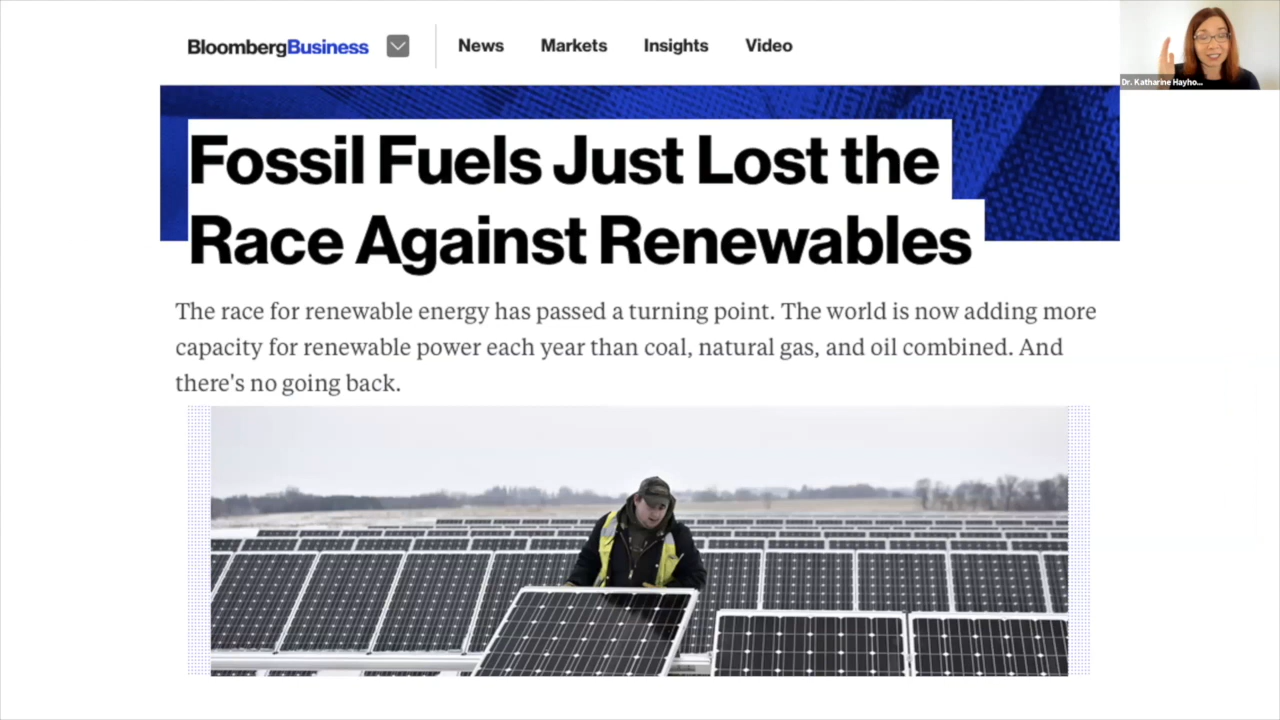 BloombergBusiness
News
Markets
Insights
Video
Dr. Katharine Hayho...
Fossil Fuels Just Lost the
Race Against Renewables
The race for renewable energy has passed a turning point. The world is now adding more
capacity for renewable power each year than coal, natural gas, and oil combined. And
there's no going back.